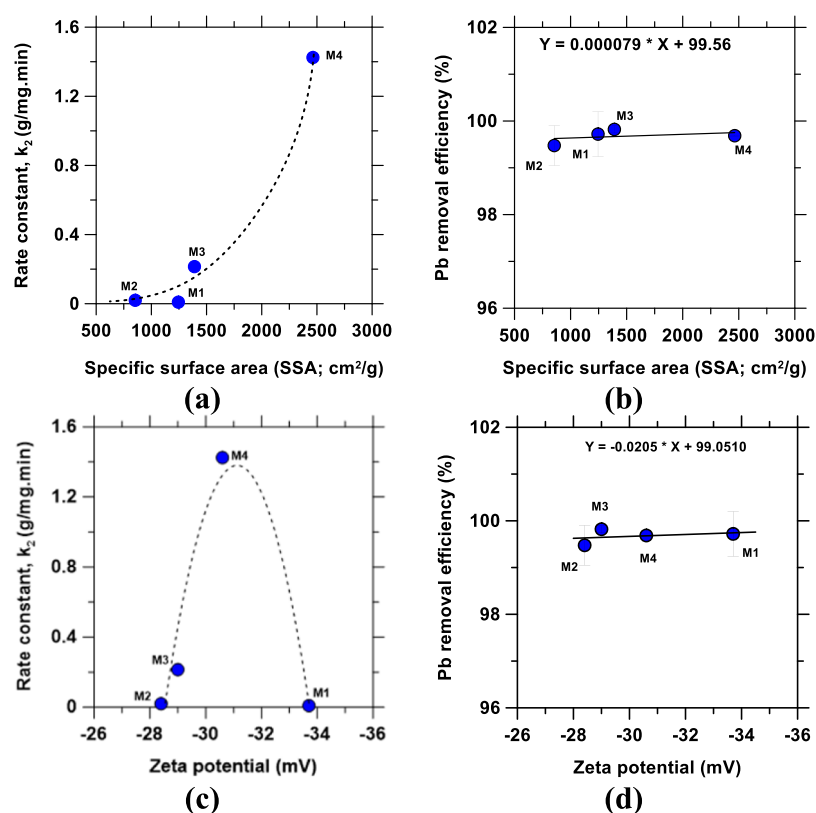 1.6
1.2
0.8
0.4
0
Rate constant, k2 (g/mg.min)
M4
M3
M2
M1
500 1000 1500 2000 2500 3000
Specific surface area (SSA; cm²/g)
(a)
102
100
98
96
Pb removal efficiency (%)
Y = 0.000079 * X + 99.56
M3
M1
M2
M4
500 1000 1500 2000 2500 3000
Specific surface area (SSA; cm²/g)
(b)
1.6
1.2
0.8
0.4
0
Rate constant, k2 (g/mg.min)
M4
M3
M2
M1
-26 -28 -30 -32 -34 -36
Zeta potential (mV)
(c)
102
100
98
96
Pb removal efficiency (%)
Y = -0.0205 * X + 99.0510
M3
M2
M4
M1
-26 -28 -30 -32 -34 -36
Zeta potential (mV)
(d)